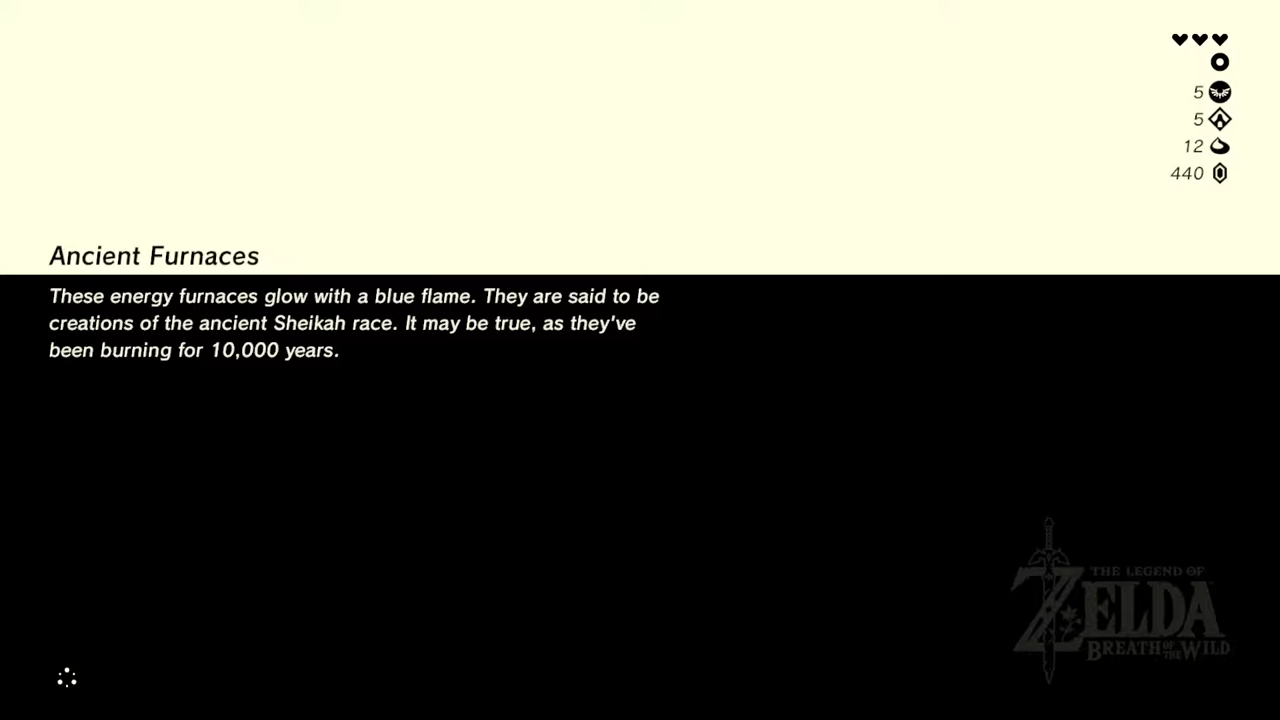 5
5
12
440
Ancient Furnaces
These energy furnaces glow with a blue flame. They are said to be
creations of the ancient Sheikah race. It may be true, as they've
been burning for 10,000 years.
THE LEGEND OF
ZELDA
BREATH OF THE WILD